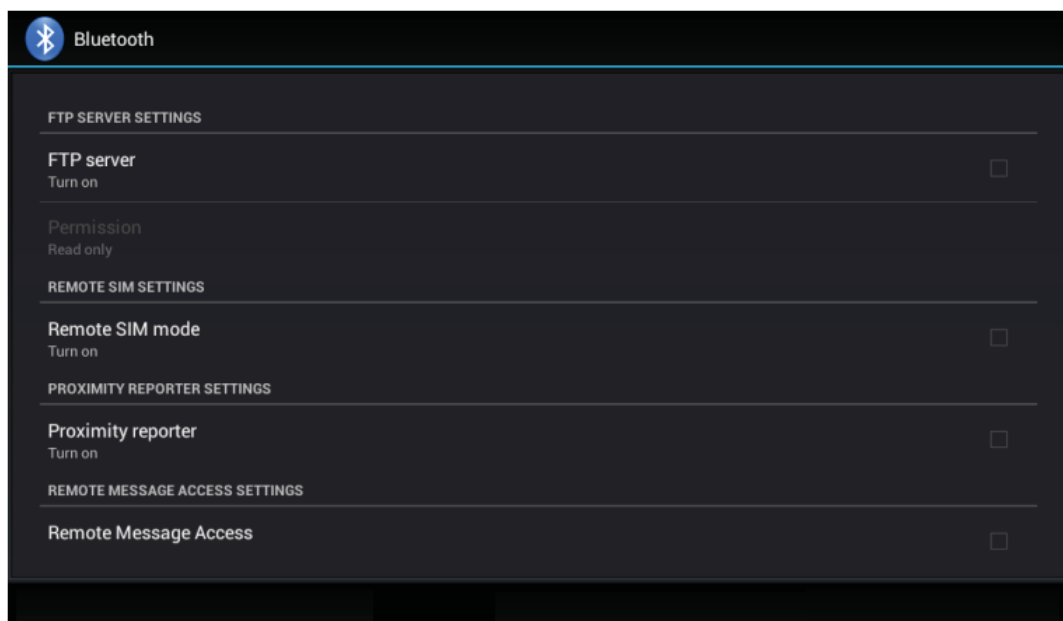 Bluetooth
FTP SERVER SETTINGS
FTP server
Turn on
Permission
Read only
REMOTE SIM SETTINGS
Remote SIM mode
Turn on
PROXIMITY REPORTER SETTINGS
Proximity reporter
Turn on
REMOTE MESSAGE ACCESS SETTINGS
Remote Message Access